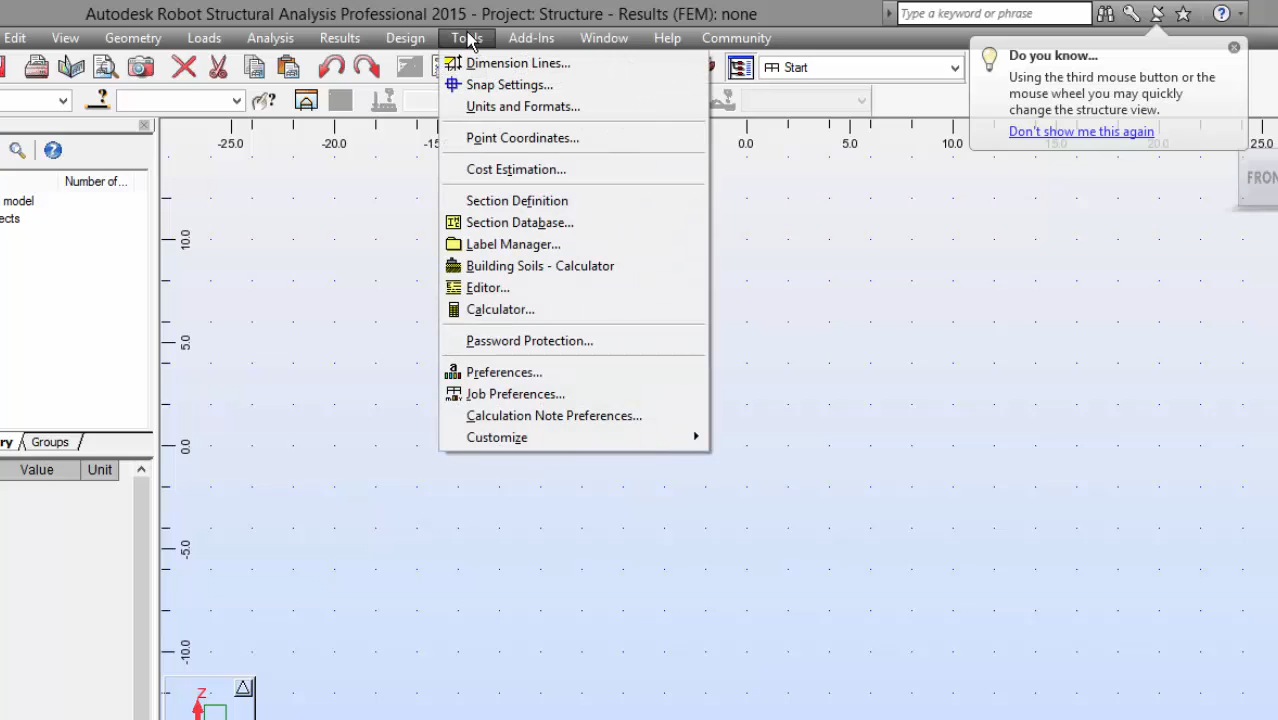 Autodesk Robot Structural Analysis Professional 2015 - Project: Structure - Results (FEM): none
Type a keyword or phrase
Edit View Geometry Loads Analysis Results Design Tools Add-Ins Window Help Community
Start
Do you know...
Using the third mouse button or the
mouse wheel you may quickly
change the structure view.
Don't show me this again
Dimension Lines...
Snap Settings...
Units and Formats...
Point Coordinates...
Cost Estimation...
Section Definition
Section Database...
Label Manager...
Building Soils - Calculator
Editor...
Calculator...
Password Protection...
Preferences...
Job Preferences...
Calculation Note Preferences...
Customize
-25.0 -20.0 0.0 5.0 10.0 15.0 20.0 25.0
Number of...
model
Groups
Value Unit
10.0
5.0
0.0
-5.0
-10.0
Z